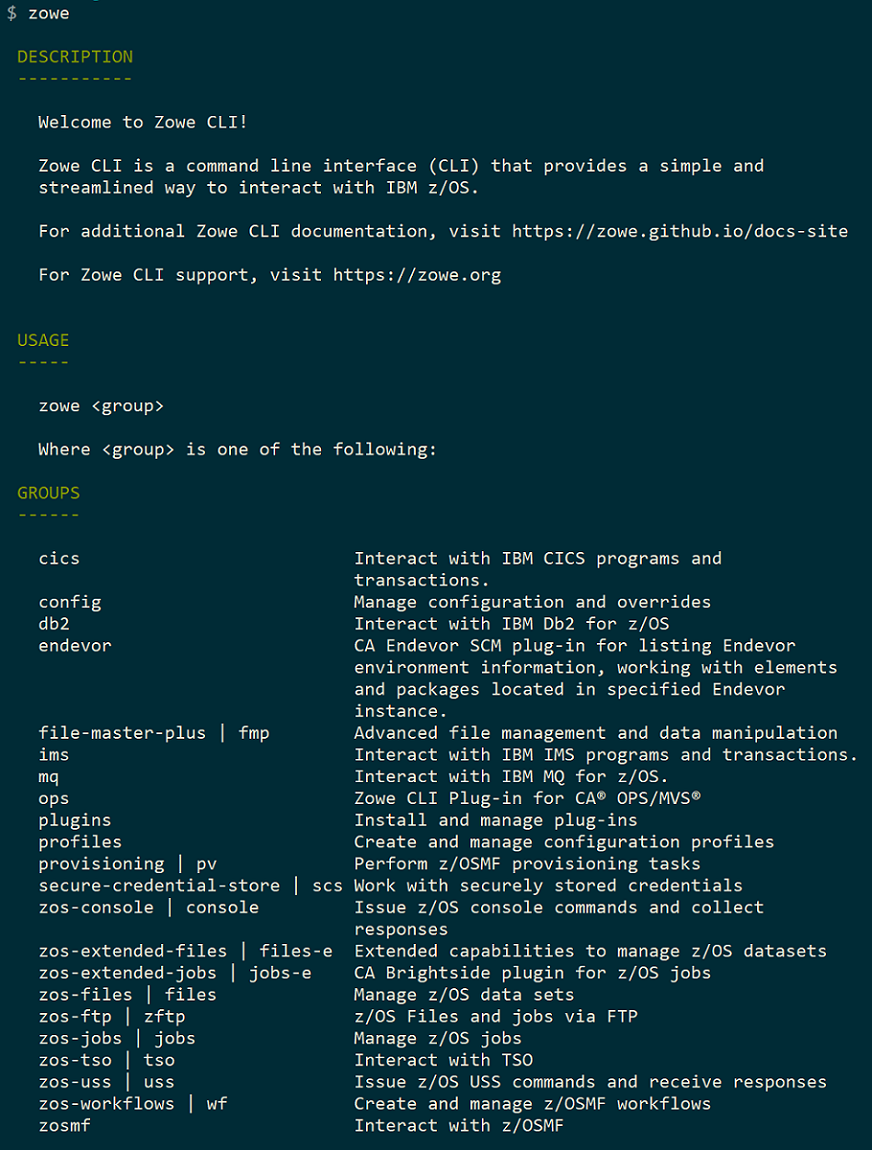 $ zowe
DESCRIPTION
-----------
Welcome to Zowe CLI!
Zowe CLI is a command line interface (CLI) that provides a simple and
streamlined way to interact with IBM z/OS.
For additional Zowe CLI documentation, visit https://zowe.github.io/docs-site
For Zowe CLI support, visit https://zowe.org
USAGE
-----
zowe <group>
Where <group> is one of the following:
GROUPS
------
cics Interact with IBM CICS programs and
transactions.
config Manage configuration and overrides
db2 Interact with IBM Db2 for z/OS
endevor CA Endevor SCM plug-in for listing Endevor
environment information, working with elements
and packages located in specified Endevor
instance.
file-master-plus | fmp Advanced file management and data manipulation
ims Interact with IBM IMS programs and transactions.
mq Interact with IBM MQ for z/OS.
ops Zowe CLI Plug-in for CA® OPS/MVS®
plugins Install and manage plug-ins
profiles Create and manage configuration profiles
provisioning | pv Perform z/OSMF provisioning tasks
secure-credential-store | scs Work with securely stored credentials
zos-console | console Issue z/OS console commands and collect
responses
zos-extended-files | files-e Extended capabilities to manage z/OS datasets
zos-extended-jobs | jobs-e CA Brightside plugin for z/OS jobs
zos-files | files Manage z/OS data sets
zos-ftp | zftp z/OS Files and jobs via FTP
zos-jobs | jobs Manage z/OS jobs
zos-tso | tso Interact with TSO
zos-uss | uss Issue z/OS USS commands and receive responses
zos-workflows | wf Create and manage z/OSMF workflows
zosmf Interact with z/OSMF